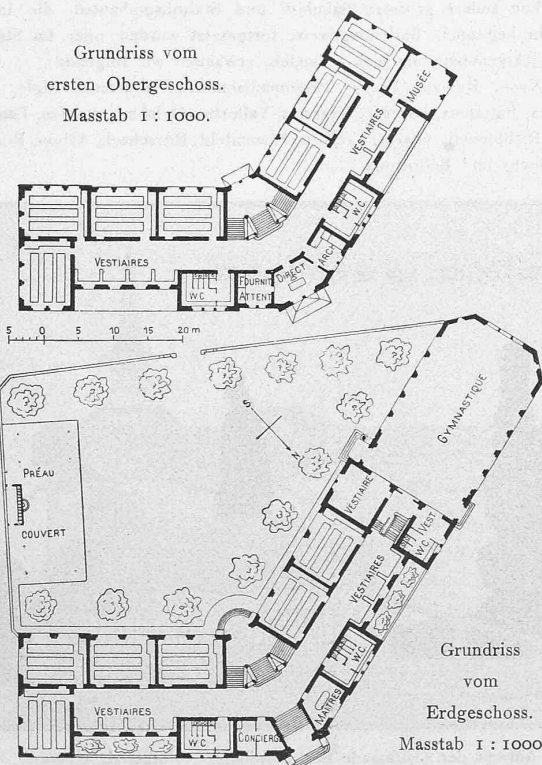 Grundriss vom
ersten Obergeschoss.
Masstab 1 : 1000.
MUSÉE
VESTIAIRES
W.C.
ARCH
DIRECT
FOURNIT
ATTENT
W.C.
VESTIAIRES
5 0 5 10 15 20 m
S
N
GYMNASTIQUE
PRÉAU
COUVERT
VESTIAIRE
VEST
W.C.
VESTIAIRES
W.C.
MAITRES
VESTIAIRES
W.C.
CONCIERG
Grundriss
vom
Erdgeschoss.
Masstab 1 : 1000